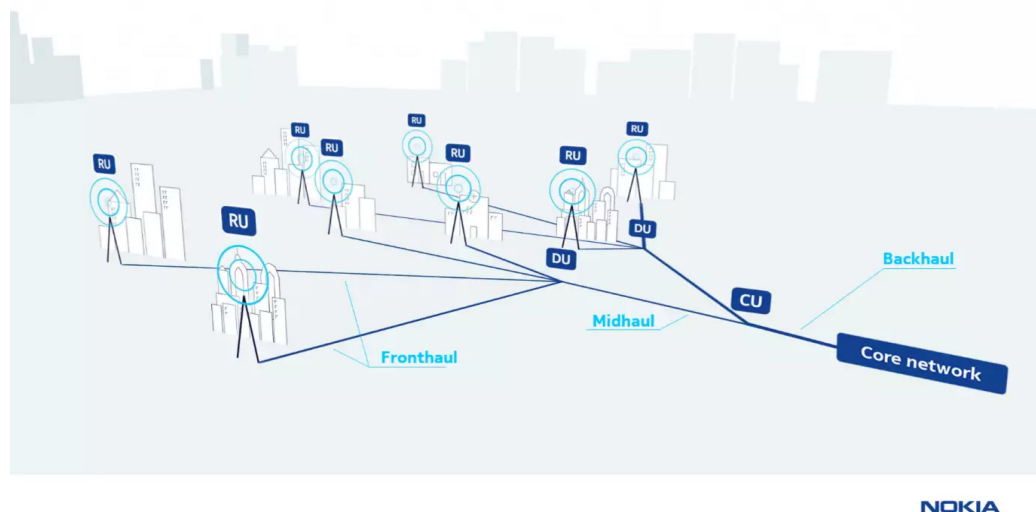 RU
RU
RU
RU
RU
RU
RU
RU
DU
DU
Backhaul
CU
Midhaul
Core network
Fronthaul
NOKIA